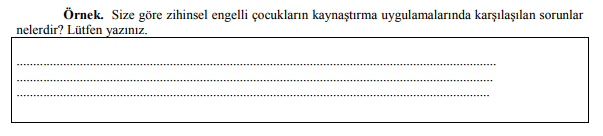 Örnek. Size göre zihinsel engelli çocukların kaynaştırma uygulamalarında karşılaşılan sorunlar
nelerdir? Lütfen yazınız.
................................................................................................................................................
...............................................................................................................................................
..............................................................................................................................................